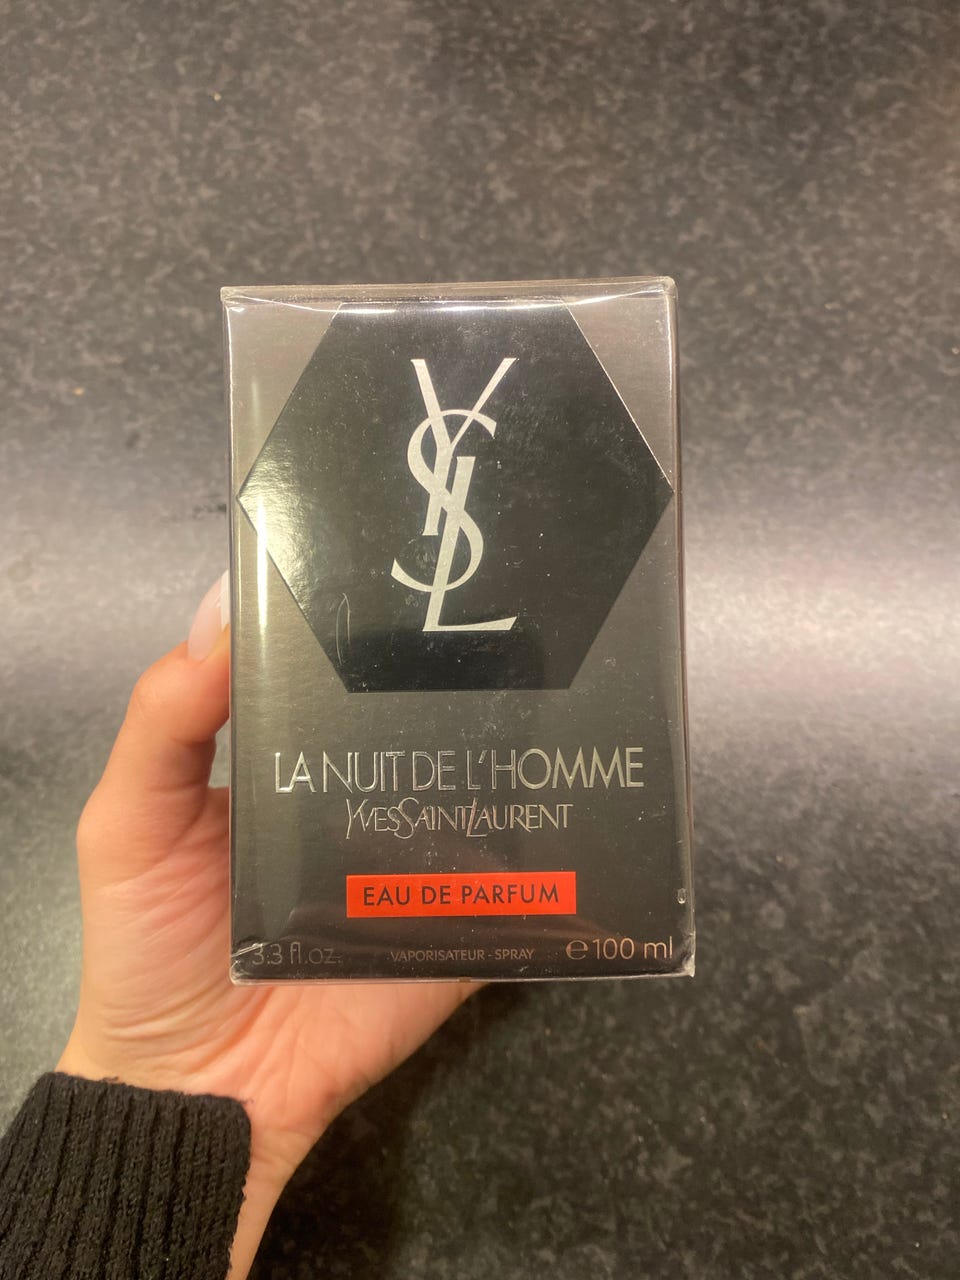 YSL
LA NUIT DE L'HOMME
YVES SAINT LAURENT
EAU DE PARFUM
3.3 fl.oz. VAPORISATEUR - SPRAY e 100 ml